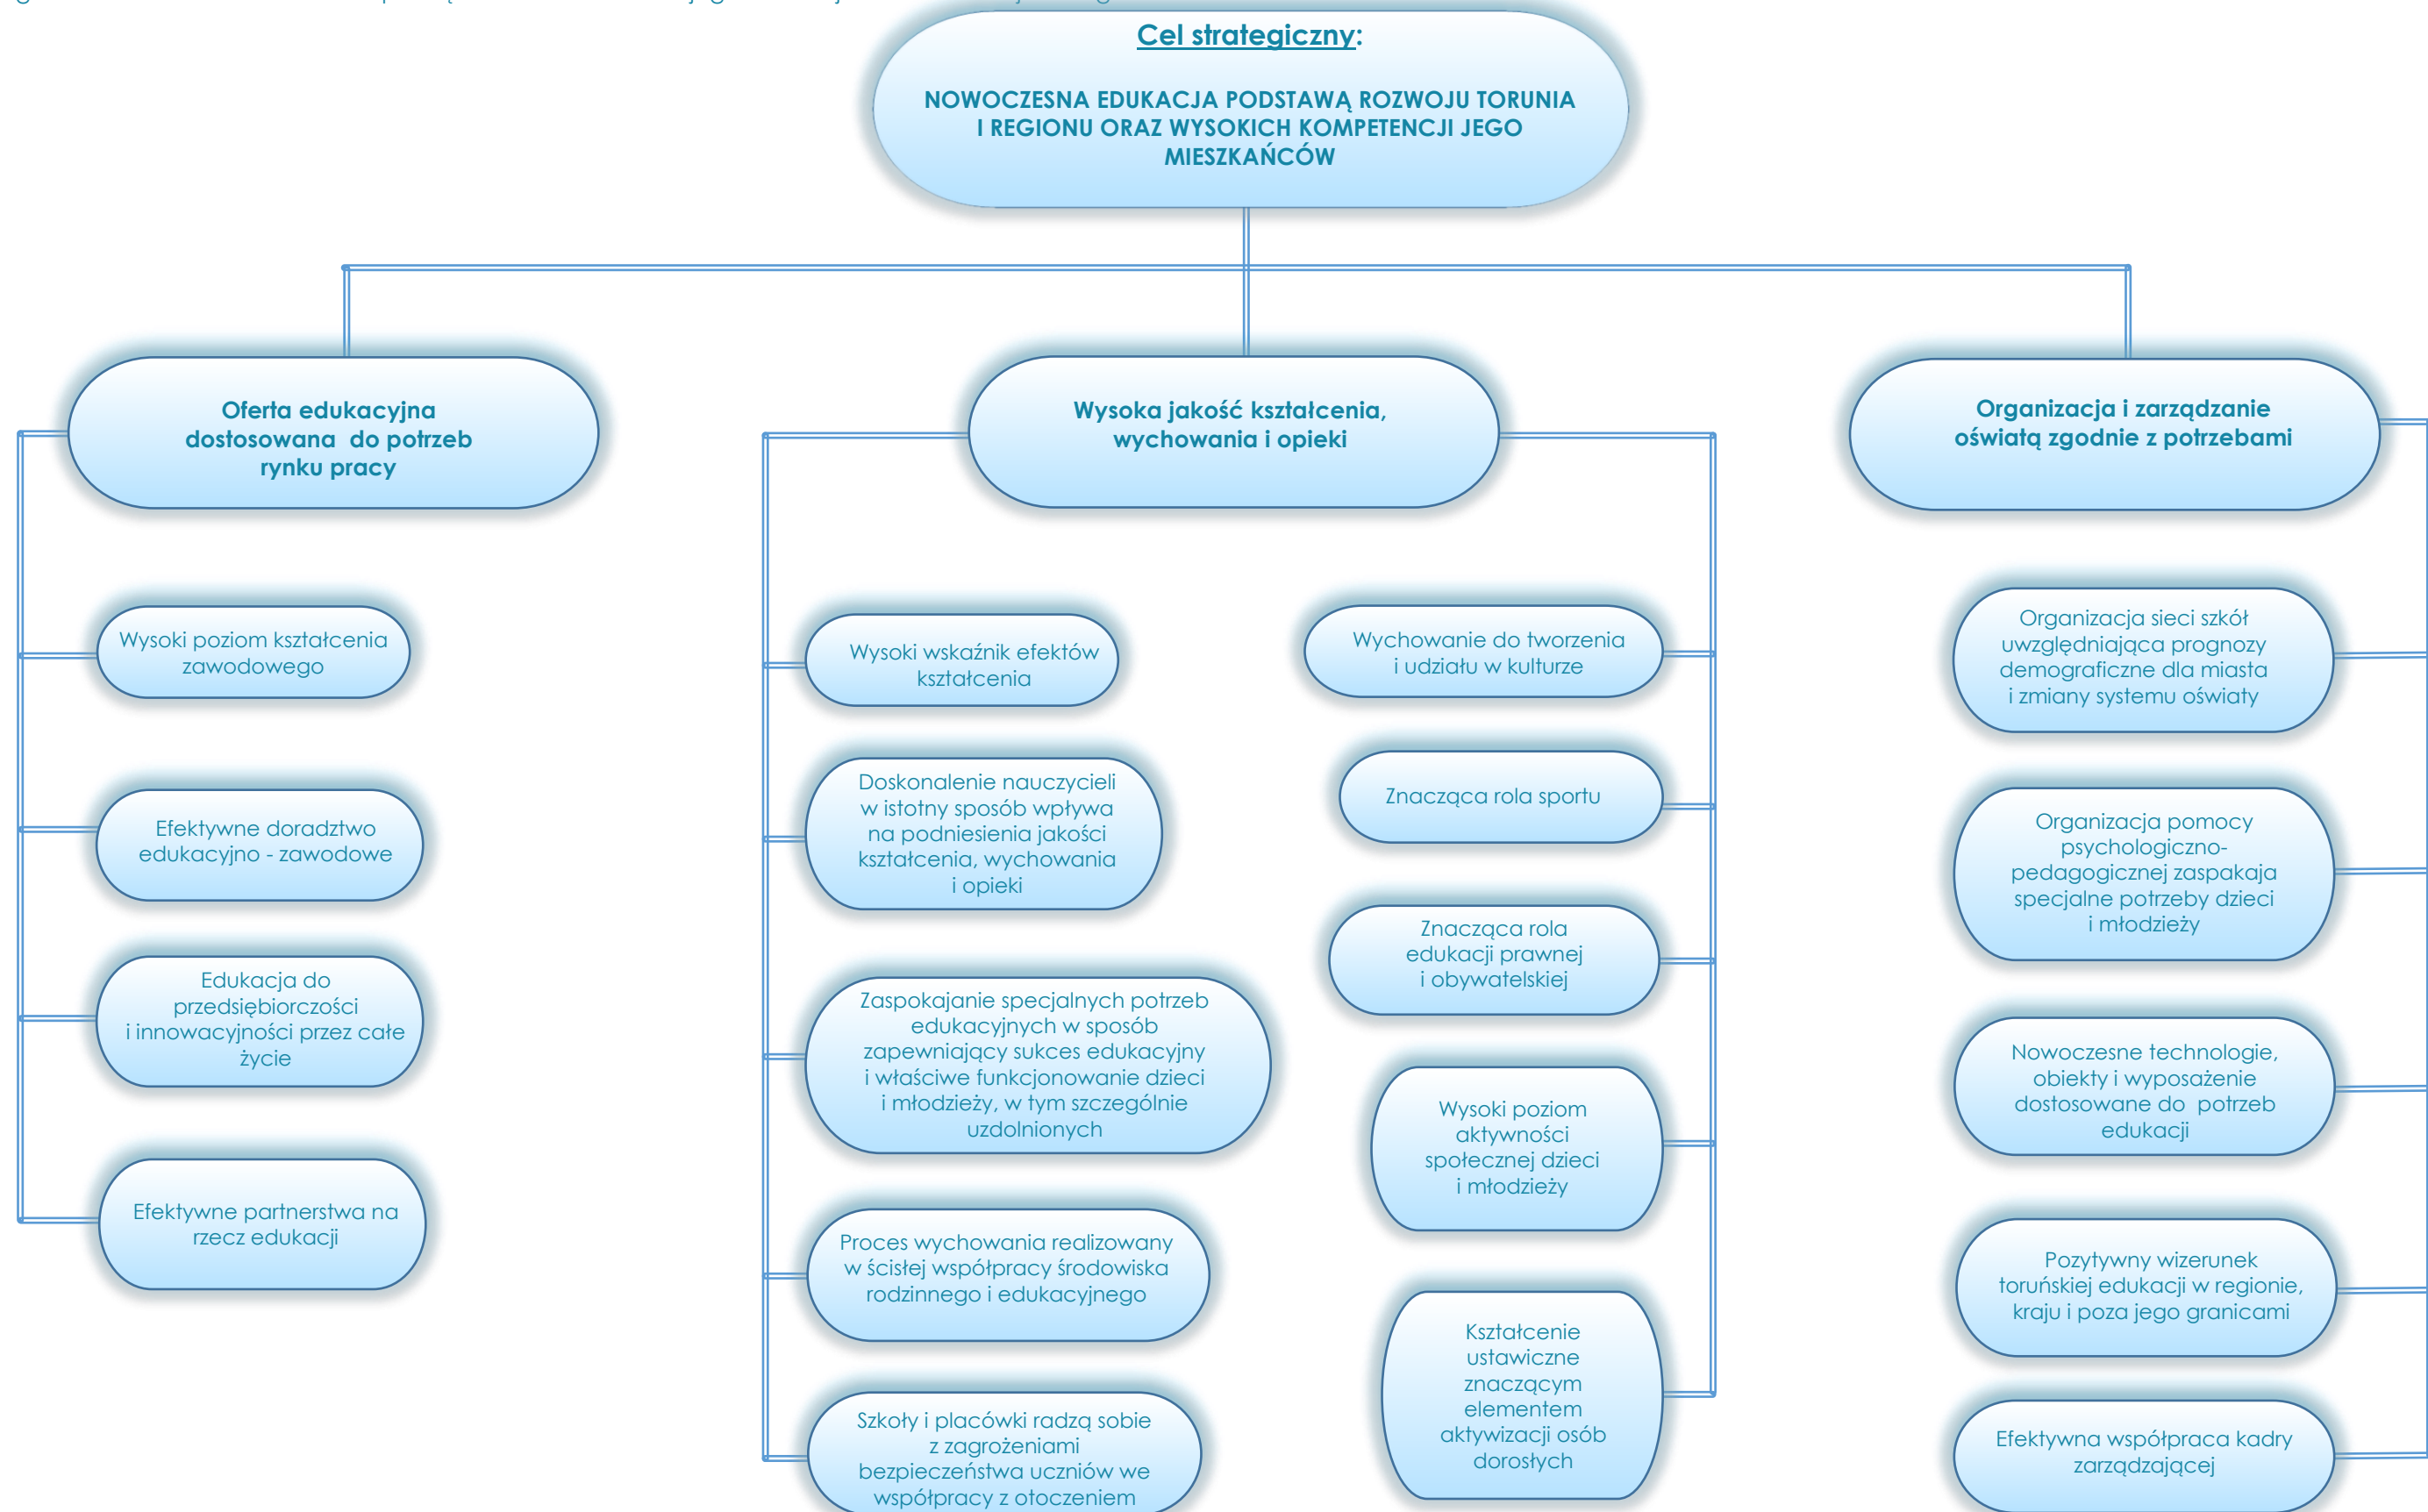 Cel strategiczny:
NOWOCZESNA EDUKACJA PODSTAWĄ ROZWOJU TORUNIA
I REGIONU ORAZ WYSOKICH KOMPETENCJI JEGO
MIESZKAŃCÓW
Oferta edukacyjna
dostosowana do potrzeb
rynku pracy
Wysoki poziom kształcenia
zawodowego
Efektywne doradztwo
edukacyjno - zawodowe
Edukacja do
przedsiębiorczości
i innowacyjności przez całe
życie
Efektywne partnerstwa na
rzecz edukacji
Wysoka jakość kształcenia,
wychowania i opieki
Wysoki wskaźnik efektów
kształcenia
Doskonalenie nauczycieli
w istotny sposób wpływa
na podniesienia jakości
kształcenia, wychowania
i opieki
Zaspokajanie specjalnych potrzeb
edukacyjnych w sposób
zapewniający sukces edukacyjny
i właściwe funkcjonowanie dzieci
i młodzieży, w tym szczególnie
uzdolnionych
Proces wychowania realizowany
w ścisłej współpracy środowiska
rodzinnego i edukacyjnego
Szkoły i placówki radzą sobie
z zagrożeniami
bezpieczeństwa uczniów we
współpracy z otoczeniem
Wychowanie do tworzenia
i udziału w kulturze
Znacząca rola sportu
Znacząca rola
edukacji prawnej
i obywatelskiej
Wysoki poziom
aktywności
społecznej dzieci
i młodzieży
Kształcenie
ustawiczne
znaczącym
elementem
aktywizacji osób
dorosłych
Organizacja i zarządzanie
oświatą zgodnie z potrzebami
Organizacja sieci szkół
uwzględniająca prognozy
demograficzne dla miasta
i zmiany systemu oświaty
Organizacja pomocy
psychologiczno-
pedagogicznej zaspakaja
specjalne potrzeby dzieci
i młodzieży
Nowoczesne technologie,
obiekty i wyposażenie
dostosowane do potrzeb
edukacji
Pozytywny wizerunek
toruńskiej edukacji w regionie,
kraju i poza jego granicami
Efektywna współpraca kadry
zarządzającej